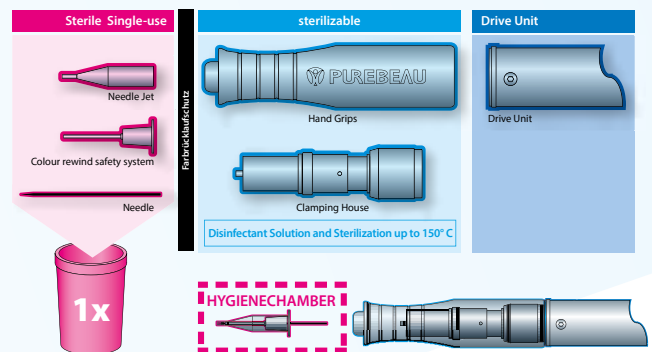 Sterile Single-use
sterilizable
Drive Unit
Needle Jet
Colour rewind safety system
Needle
1x
Farbrücklaufschutz
PUREBEAU
Hand Grips
Clamping House
Disinfectant Solution and Sterilization up to 150° C
Drive Unit
HYGIENECHAMBER